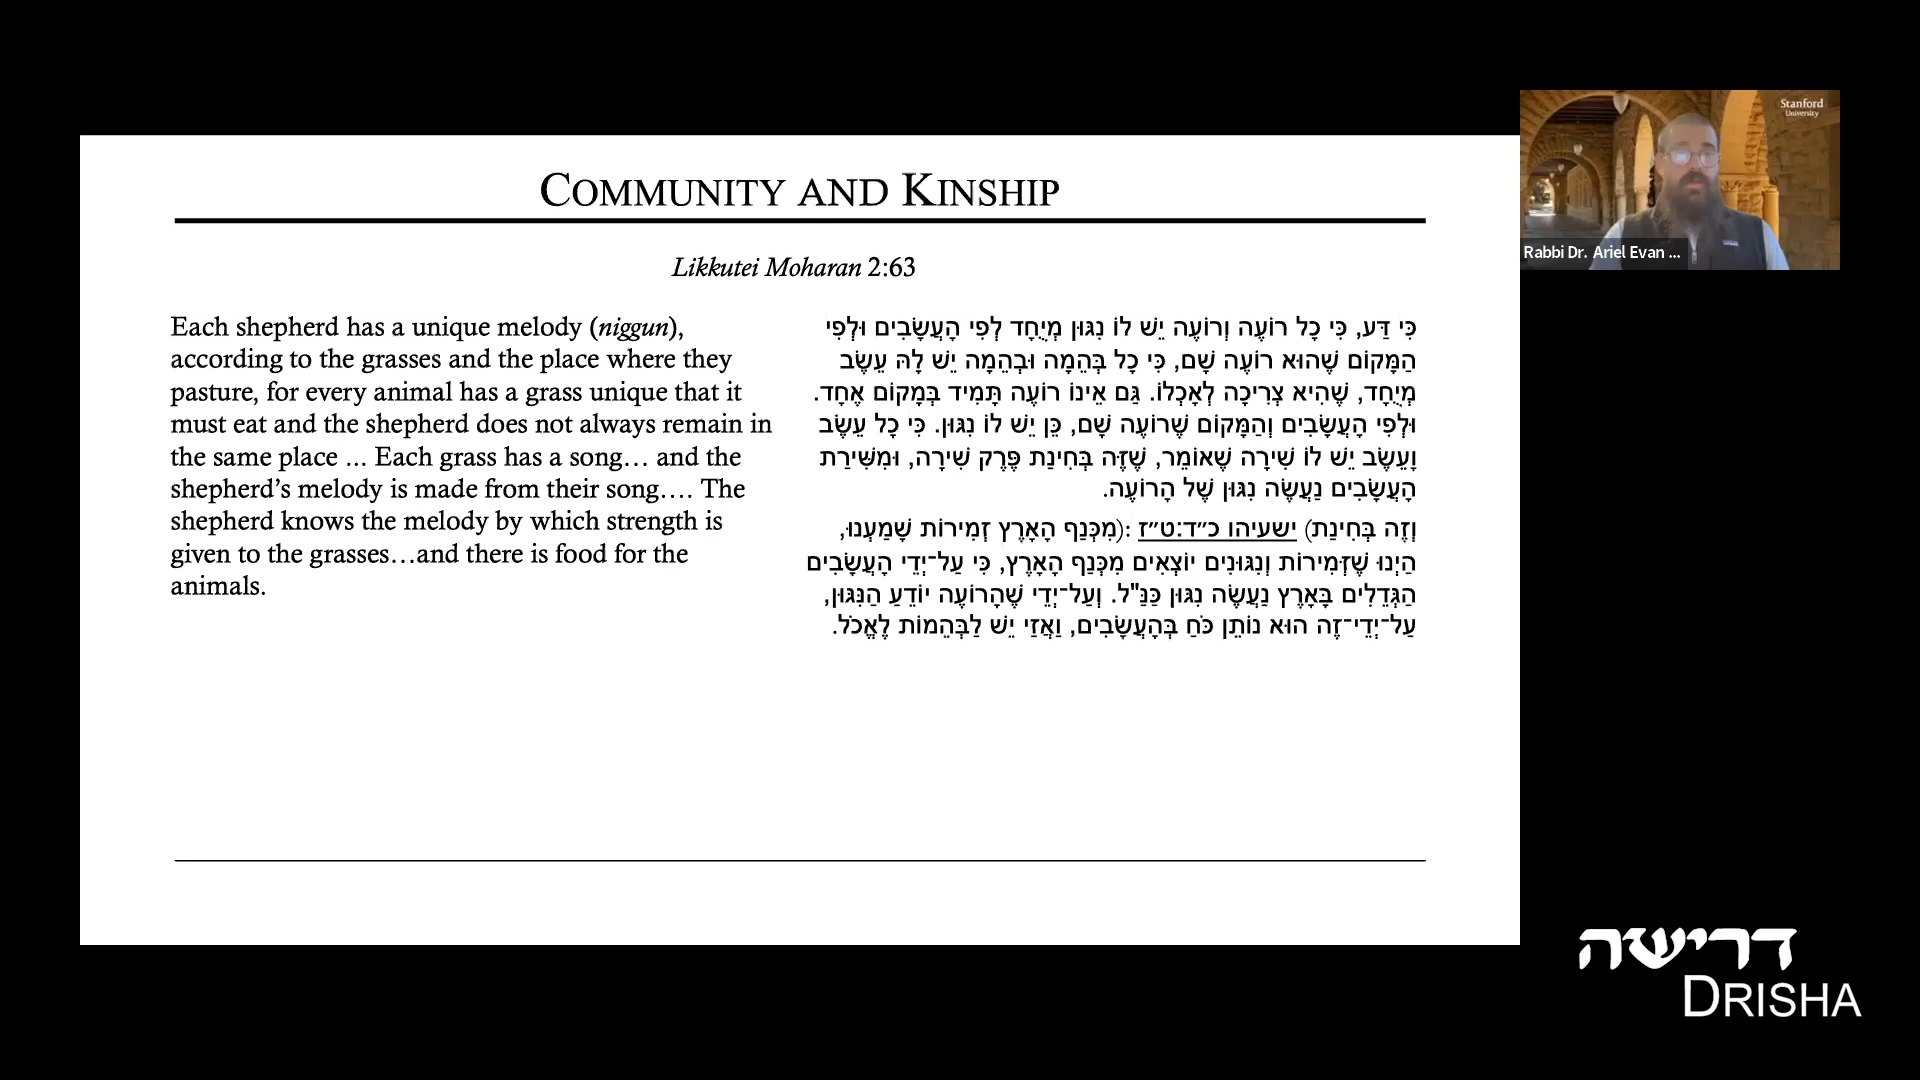 COMMUNITY AND KINSHIP
Likkutei Moharan 2:63
Each shepherd has a unique melody (niggun),
according to the grasses and the place where they
pasture, for every animal has a grass unique that it
must eat and the shepherd does not always remain in
the same place ... Each grass has a song… and the
shepherd’s melody is made from their song…. The
shepherd knows the melody by which strength is
given to the grasses…and there is food for the
animals.
כִּי דַּע, כִּי כָל רוֹעֶה וְרוֹעֶה יֵשׁ לוֹ נִגּוּן מְיֻחָד לְפִי הָעֲשָׂבִים וּלְפִי
הַמָּקוֹם שֶׁהוּא רוֹעֶה שָׁם, כִּי כָל בְּהֵמָה וּבְהֵמָה יֵשׁ לָהּ עֵשֶׂב
מְיֻחָד, שֶׁהִיא צְרִיכָה לְאָכְלוֹ. גַּם אֵינוֹ רוֹעֶה תָּמִיד בְּמָקוֹם אֶחָד.
וּלְפִי הָעֲשָׂבִים וְהַמָּקוֹם שֶׁרוֹעֶה שָׁם, כֵּן יֵשׁ לוֹ נִגּוּן. כִּי כָל עֵשֶׂב
וָעֵשֶׂב יֵשׁ לוֹ שִׁירָה שֶׁאוֹמֵר, שֶׁזֶּה בְּחִינַת פֶּרֶק שִׁירָה, וּמִשִּׁירַת
הָעֲשָׂבִים נַעֲשֶׂה נִגּוּן שֶׁל הָרוֹעֶה.
וְזֶה בְּחִינַת) ישעיהו כ״ד:ט״ז (מִכְּנַף הָאָרֶץ זְמִירוֹת שָׁמַעְנוּ,:
הַיְנוּ שֶׁזְּמִירוֹת וְנִגּוּנִים יוֹצְאִים מִכְּנַף הָאָרֶץ, כִּי עַל־יְדֵי הָעֲשָׂבִים
הַגְּדֵלִים בָּאָרֶץ נַעֲשֶׂה נִגּוּן כַּנַּ"ל. וְעַל־יְדֵי שֶׁהָרוֹעֶה יוֹדֵעַ הַנִּגּוּן,
עַל־יְדֵי־זֶה הוּא נוֹתֵן כֹּחַ בְּהָעֲשָׂבִים, וַאֲזַי יֵשׁ לַבְּהֵמוֹת לֶאֱכֹל.
Stanford
University
Rabbi Dr. Ariel Evan ...
דרישה
DRISHA